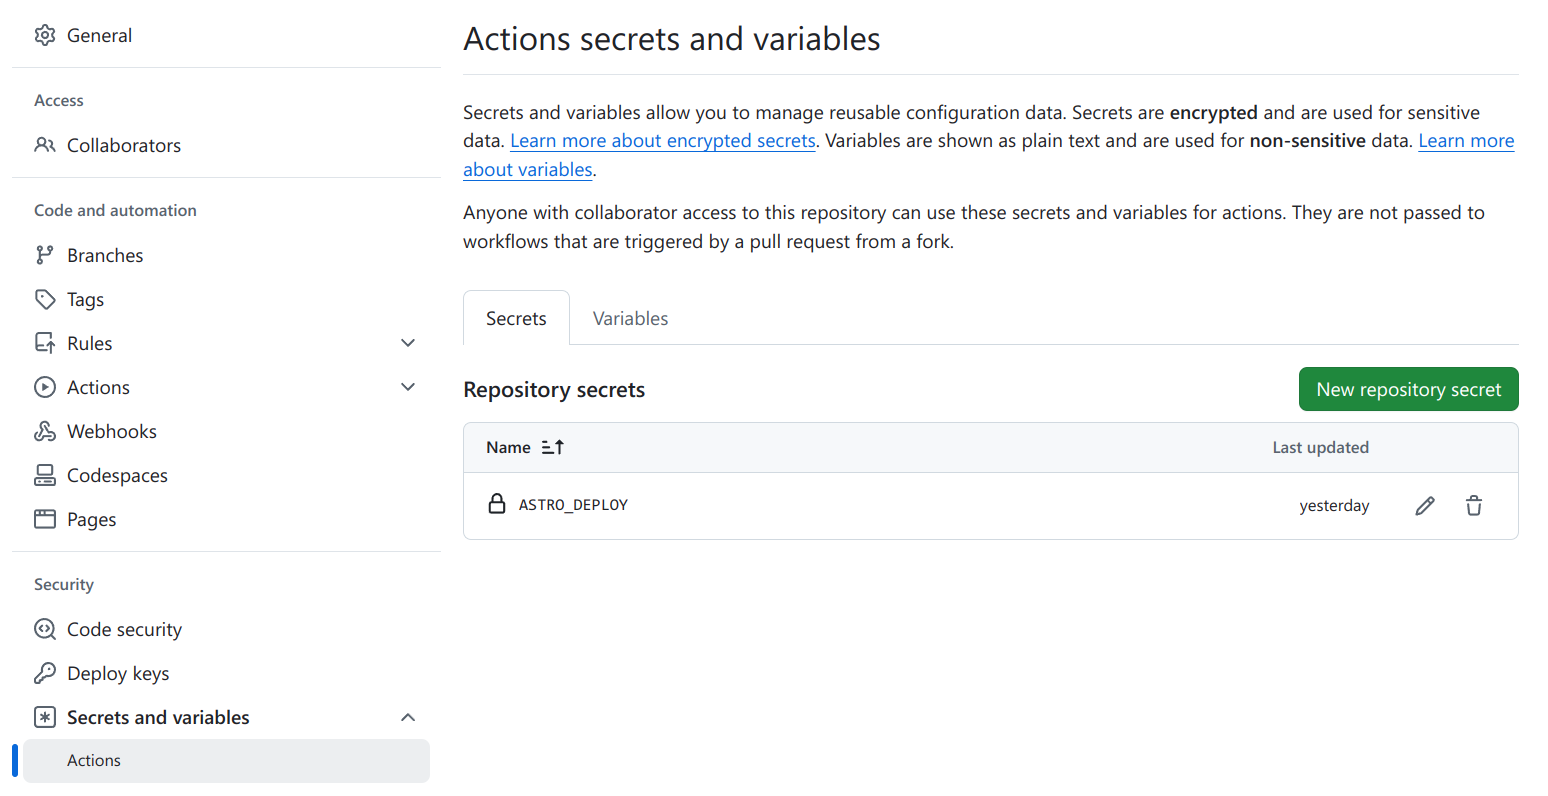 General
Access
Collaborators
Code and automation
Branches
Tags
Rules
Actions
Webhooks
Codespaces
Pages
Security
Code security
Deploy keys
Secrets and variables
Actions
Actions secrets and variables
Secrets and variables allow you to manage reusable configuration data. Secrets are encrypted and are used for sensitive
data. Learn more about encrypted secrets. Variables are shown as plain text and are used for non-sensitive data. Learn more
about variables.
Anyone with collaborator access to this repository can use these secrets and variables for actions. They are not passed to
workflows that are triggered by a pull request from a fork.
Secrets Variables
Repository secrets New repository secret
Name Last updated
ASTRO_DEPLOY yesterday